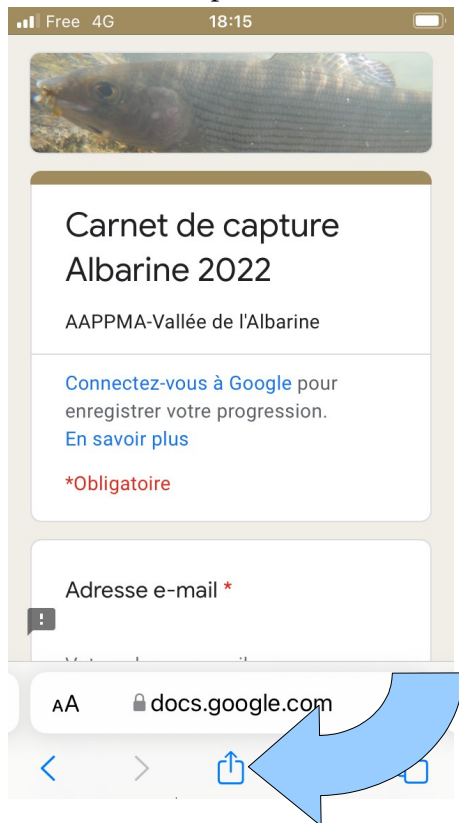 Free 4G 18:15
Carnet de capture
Albarine 2022
AAPPMA-Vallée de l'Albarine
Connectez-vous à Google pour
enregistrer votre progression.
En savoir plus
*Obligatoire
Adresse e-mail *
AA docs.google.com